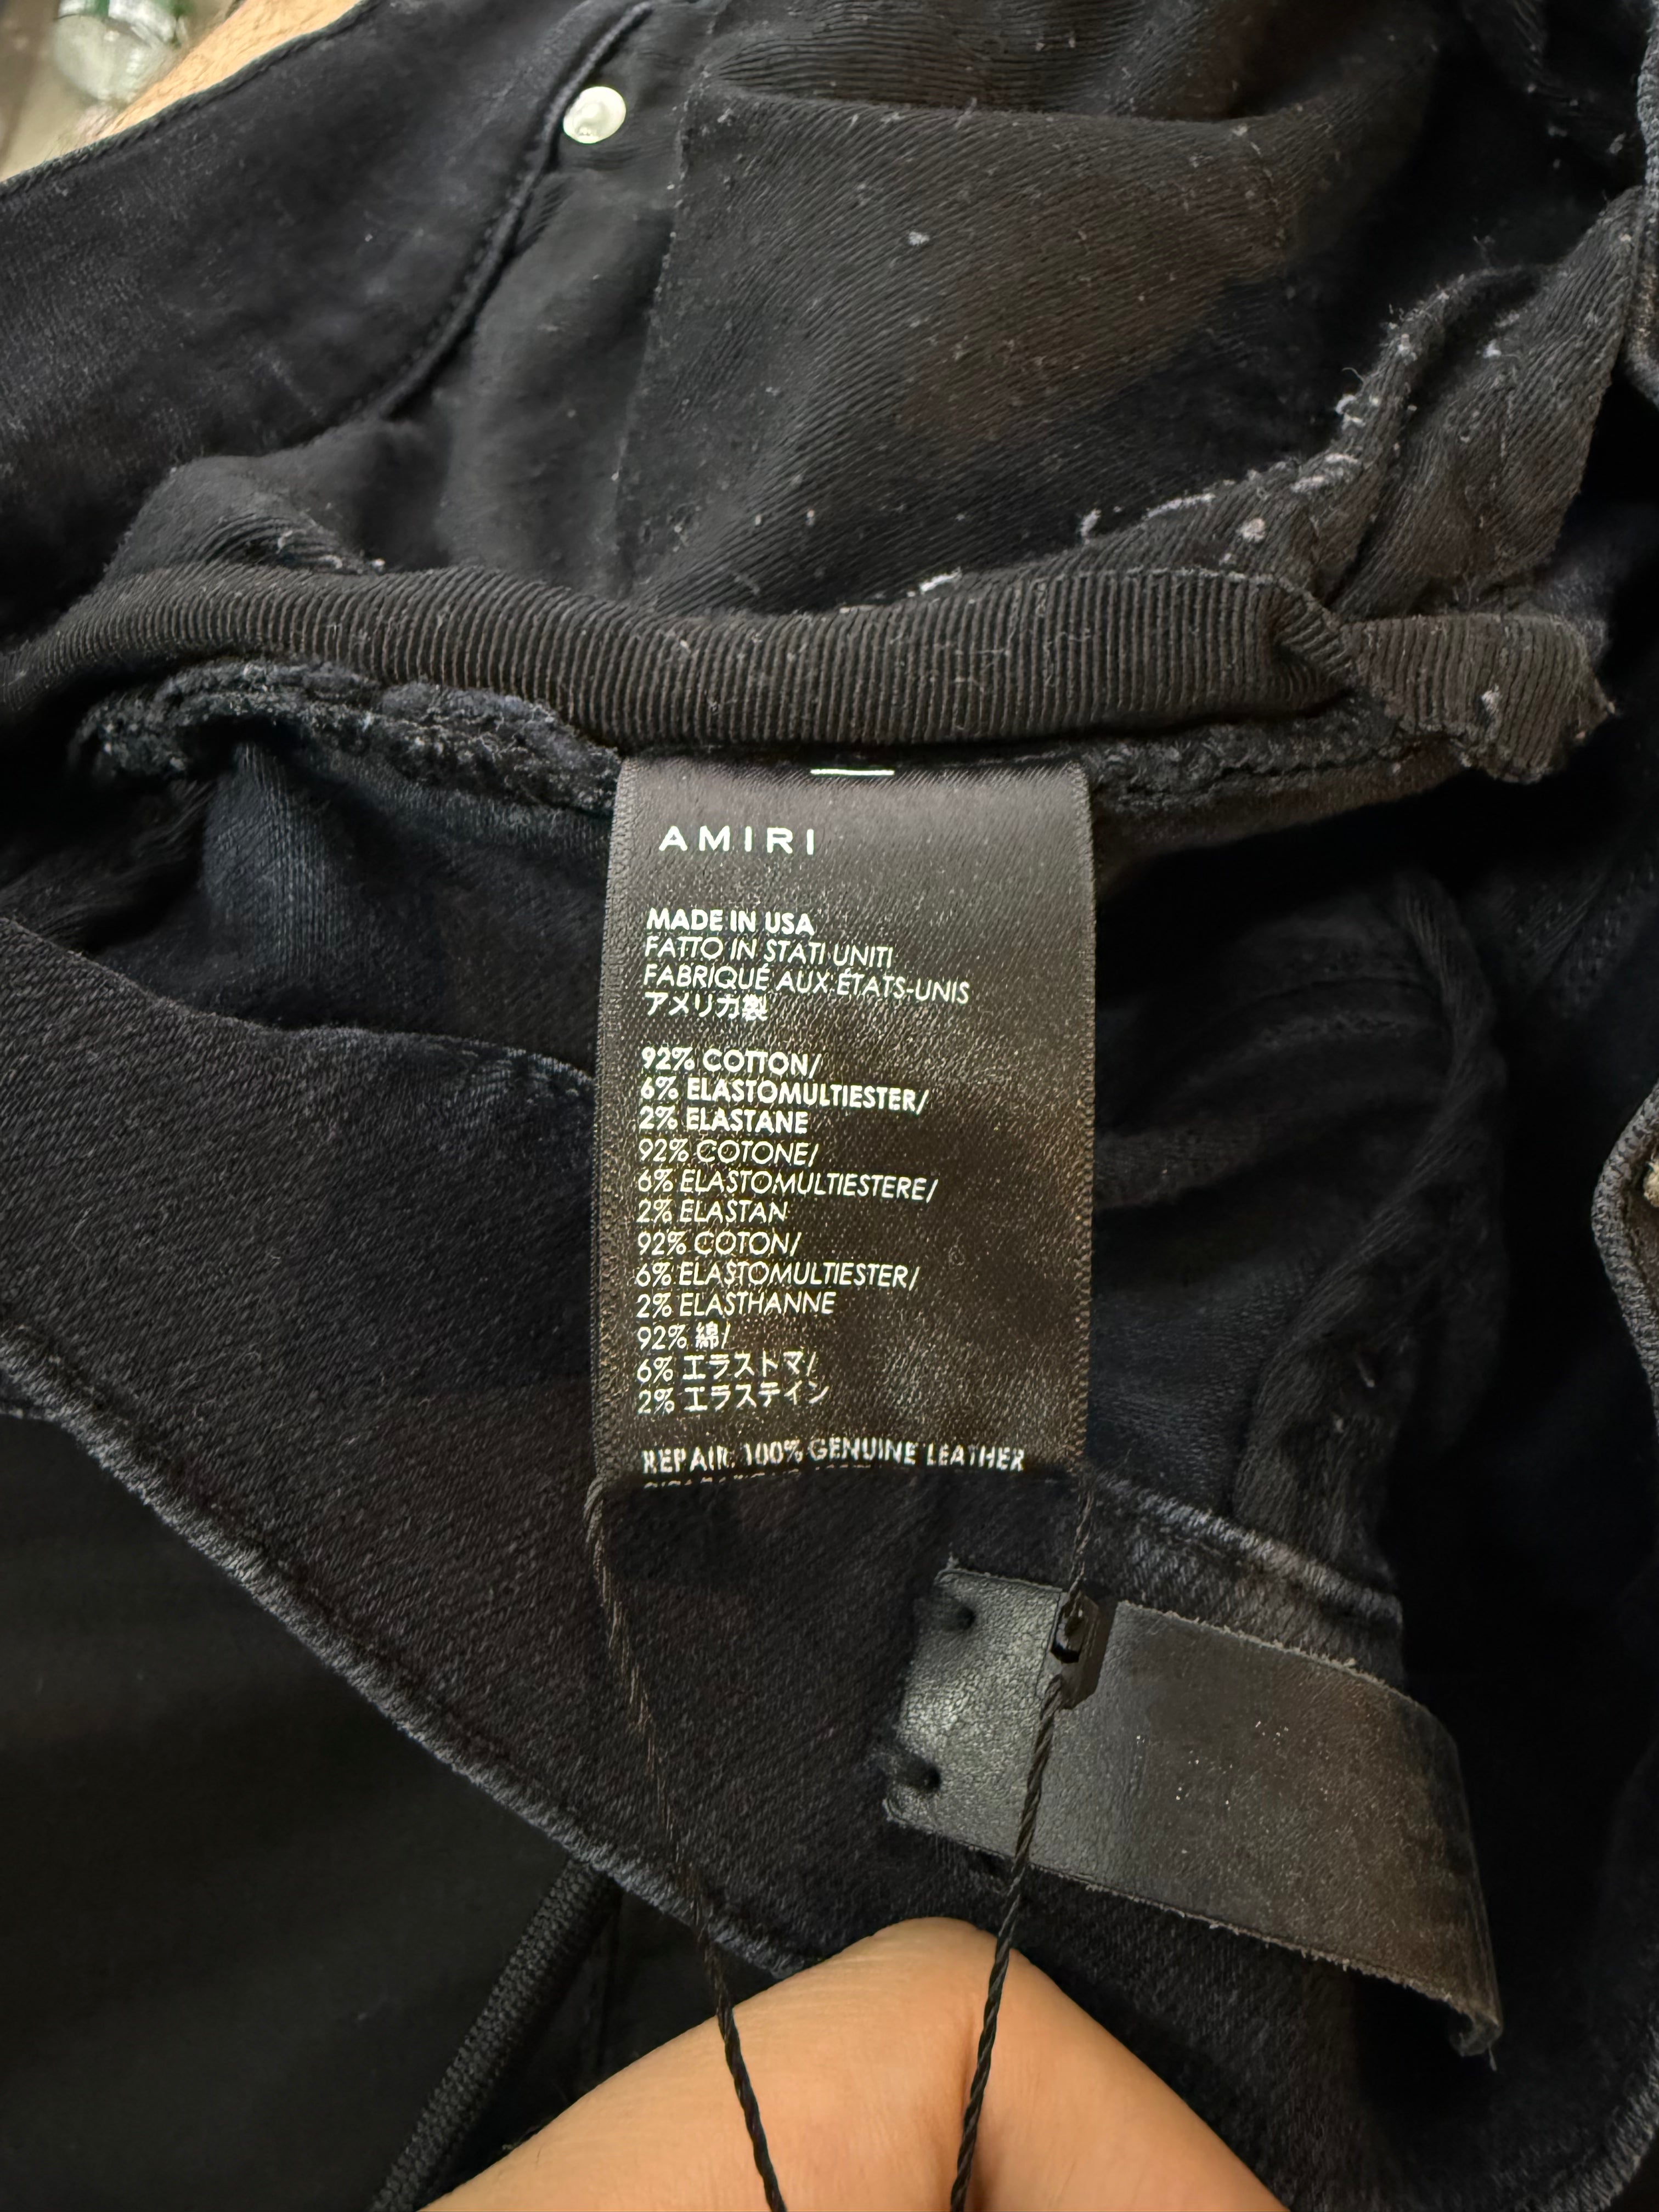 AMIRI
MADE IN USA
FATTO IN STATI UNITI
FABRIQUÉ AUX ÉTATS-UNIS
アメリカ製
92% COTTON/
6% ELASTOMULTIESTER/
2% ELASTANE
92% COTONE/
6% ELASTOMULTIESTERE/
2% ELASTAN
92% COTON/
6% ELASTOMULTIESTER/
2% ELASTHANNE
92% 綿/
6% エラストマ/
2% エラステイン
REPAIR: 100% GENUINE LEATHER